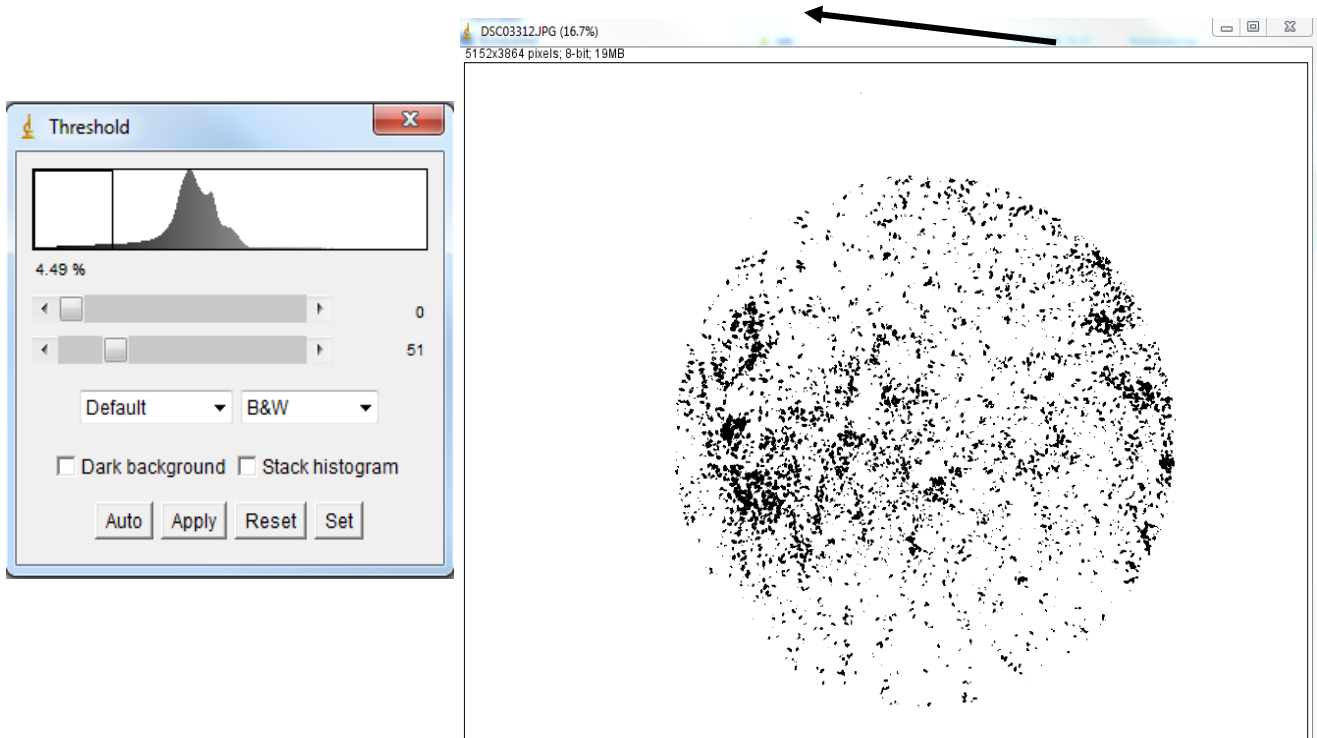 DSC03312.JPG (16.7%)
5152x3864 pixels; 8-bit; 19MB
Threshold
4.49 %
0
51
Default B&W
Dark background Stack histogram
Auto Apply Reset Set